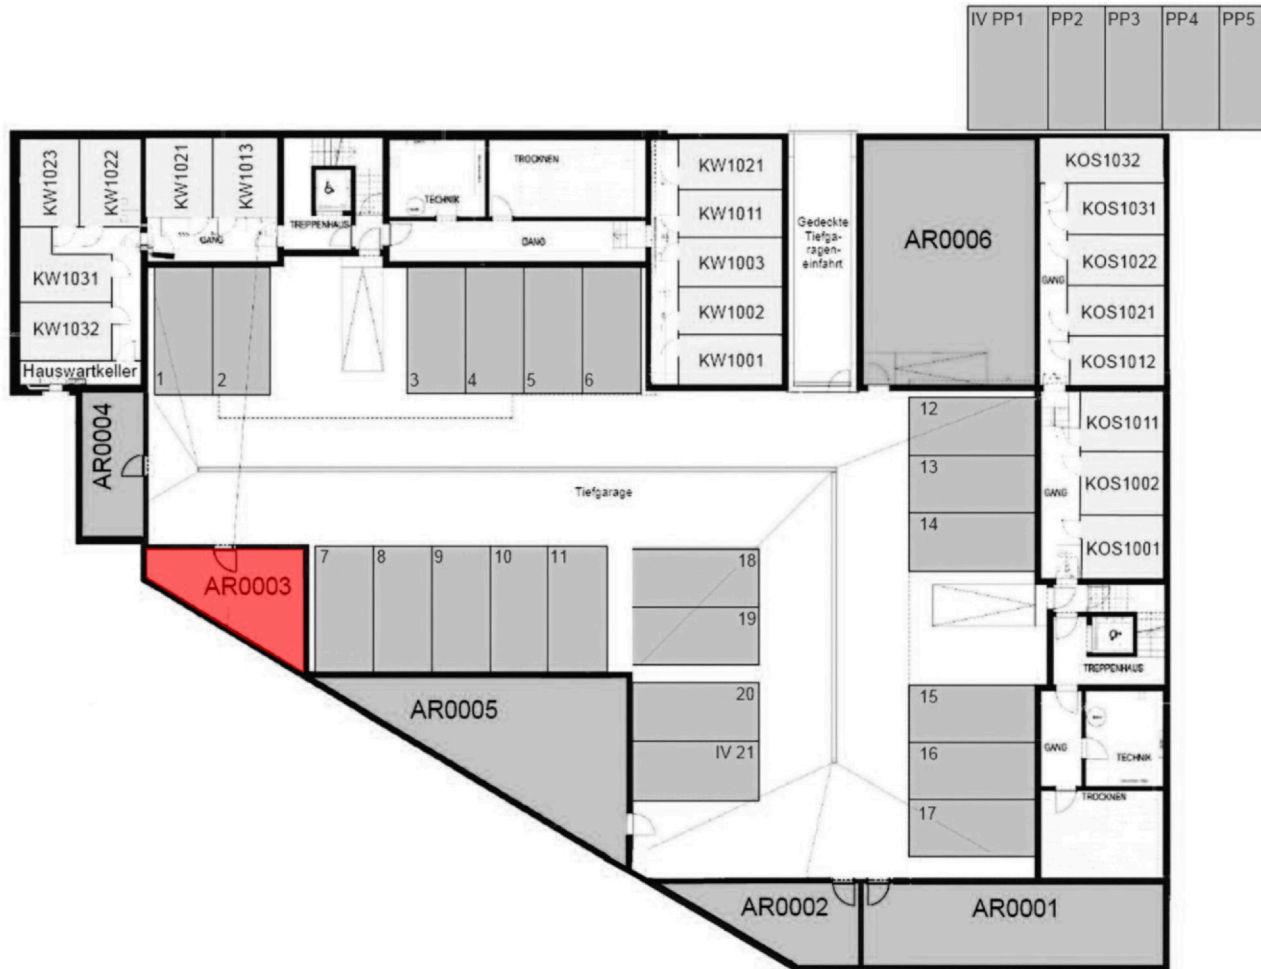 IV PP1
PP2
PP3
PP4
PP5
KW1023
KW1022
KW1021
KW1013
TREPPENHAUS
TECHNIK
TROCKNEN
GANG
GANG
KW1021
KW1011
KW1003
KW1002
KW1001
Gedeckte
Tiefga-
ragen-
einfahrt
AR0006
KOS1032
KOS1031
KOS1022
KOS1021
KOS1012
GANG
KW1031
KW1032
Hauswartkeller
1
2
3
4
5
6
AR0004
Tiefgarage
12
13
14
KOS1011
KOS1002
KOS1001
GANG
AR0003
7
8
9
10
11
18
19
20
IV 21
AR0005
TREPPENHAUS
15
16
17
GANG
TECHNIK
TROCKNEN
AR0002
AR0001